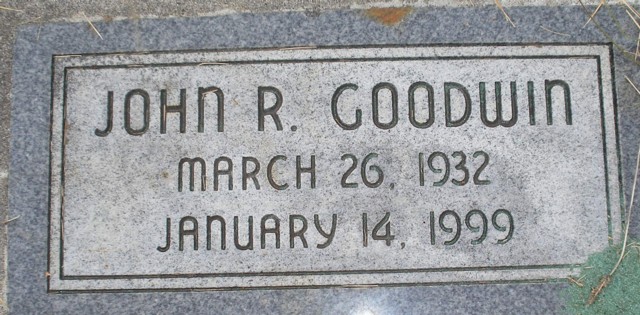 JOHN R. GOODWIN
MARCH 26, 1932
JANUARY 14, 1999